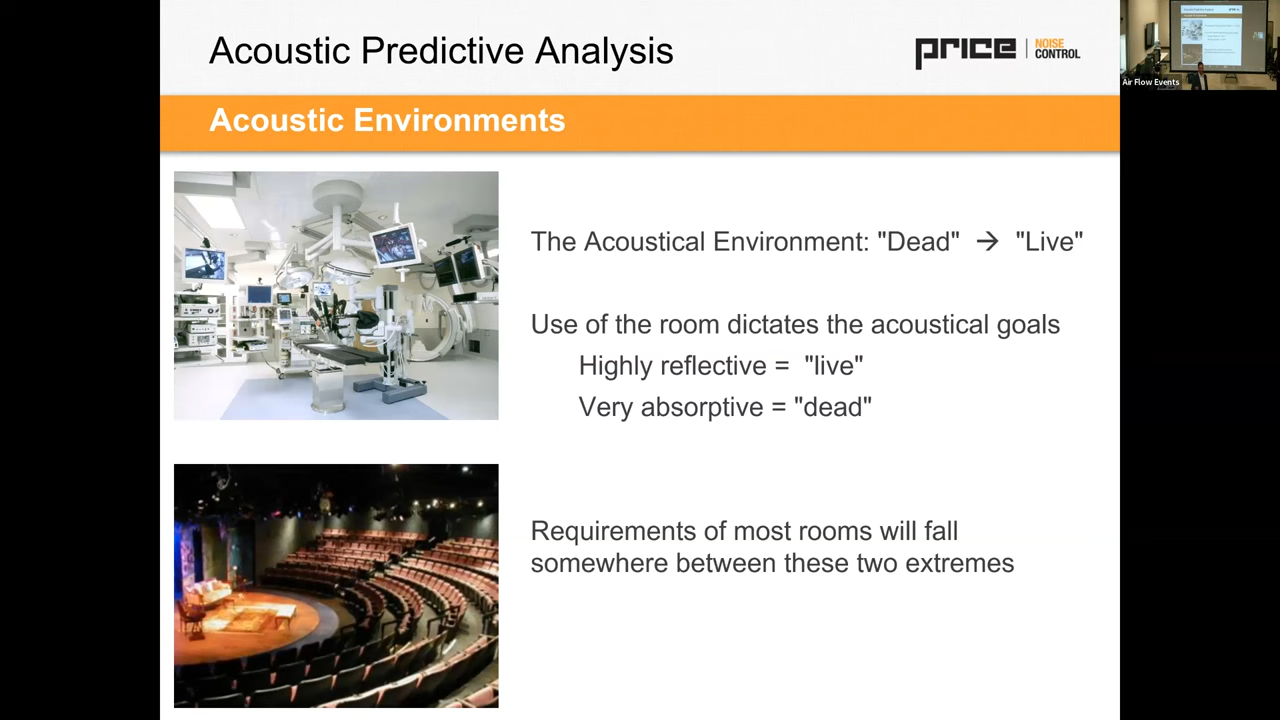 Acoustic Predictive Analysis
price
NOISE
CONTROL
Air Flow Events
Acoustic Environments
The Acoustical Environment: "Dead" → "Live"
Use of the room dictates the acoustical goals
Highly reflective = "live"
Very absorptive = "dead"
Requirements of most rooms will fall
somewhere between these two extremes